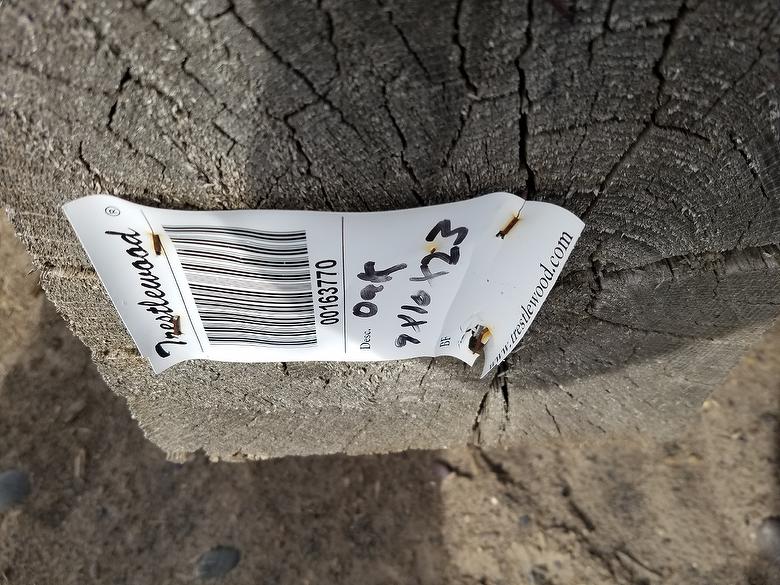 Trestlewood ®
00163770
Desc. Oak
9x10x23
BF
www.trestlewood.com